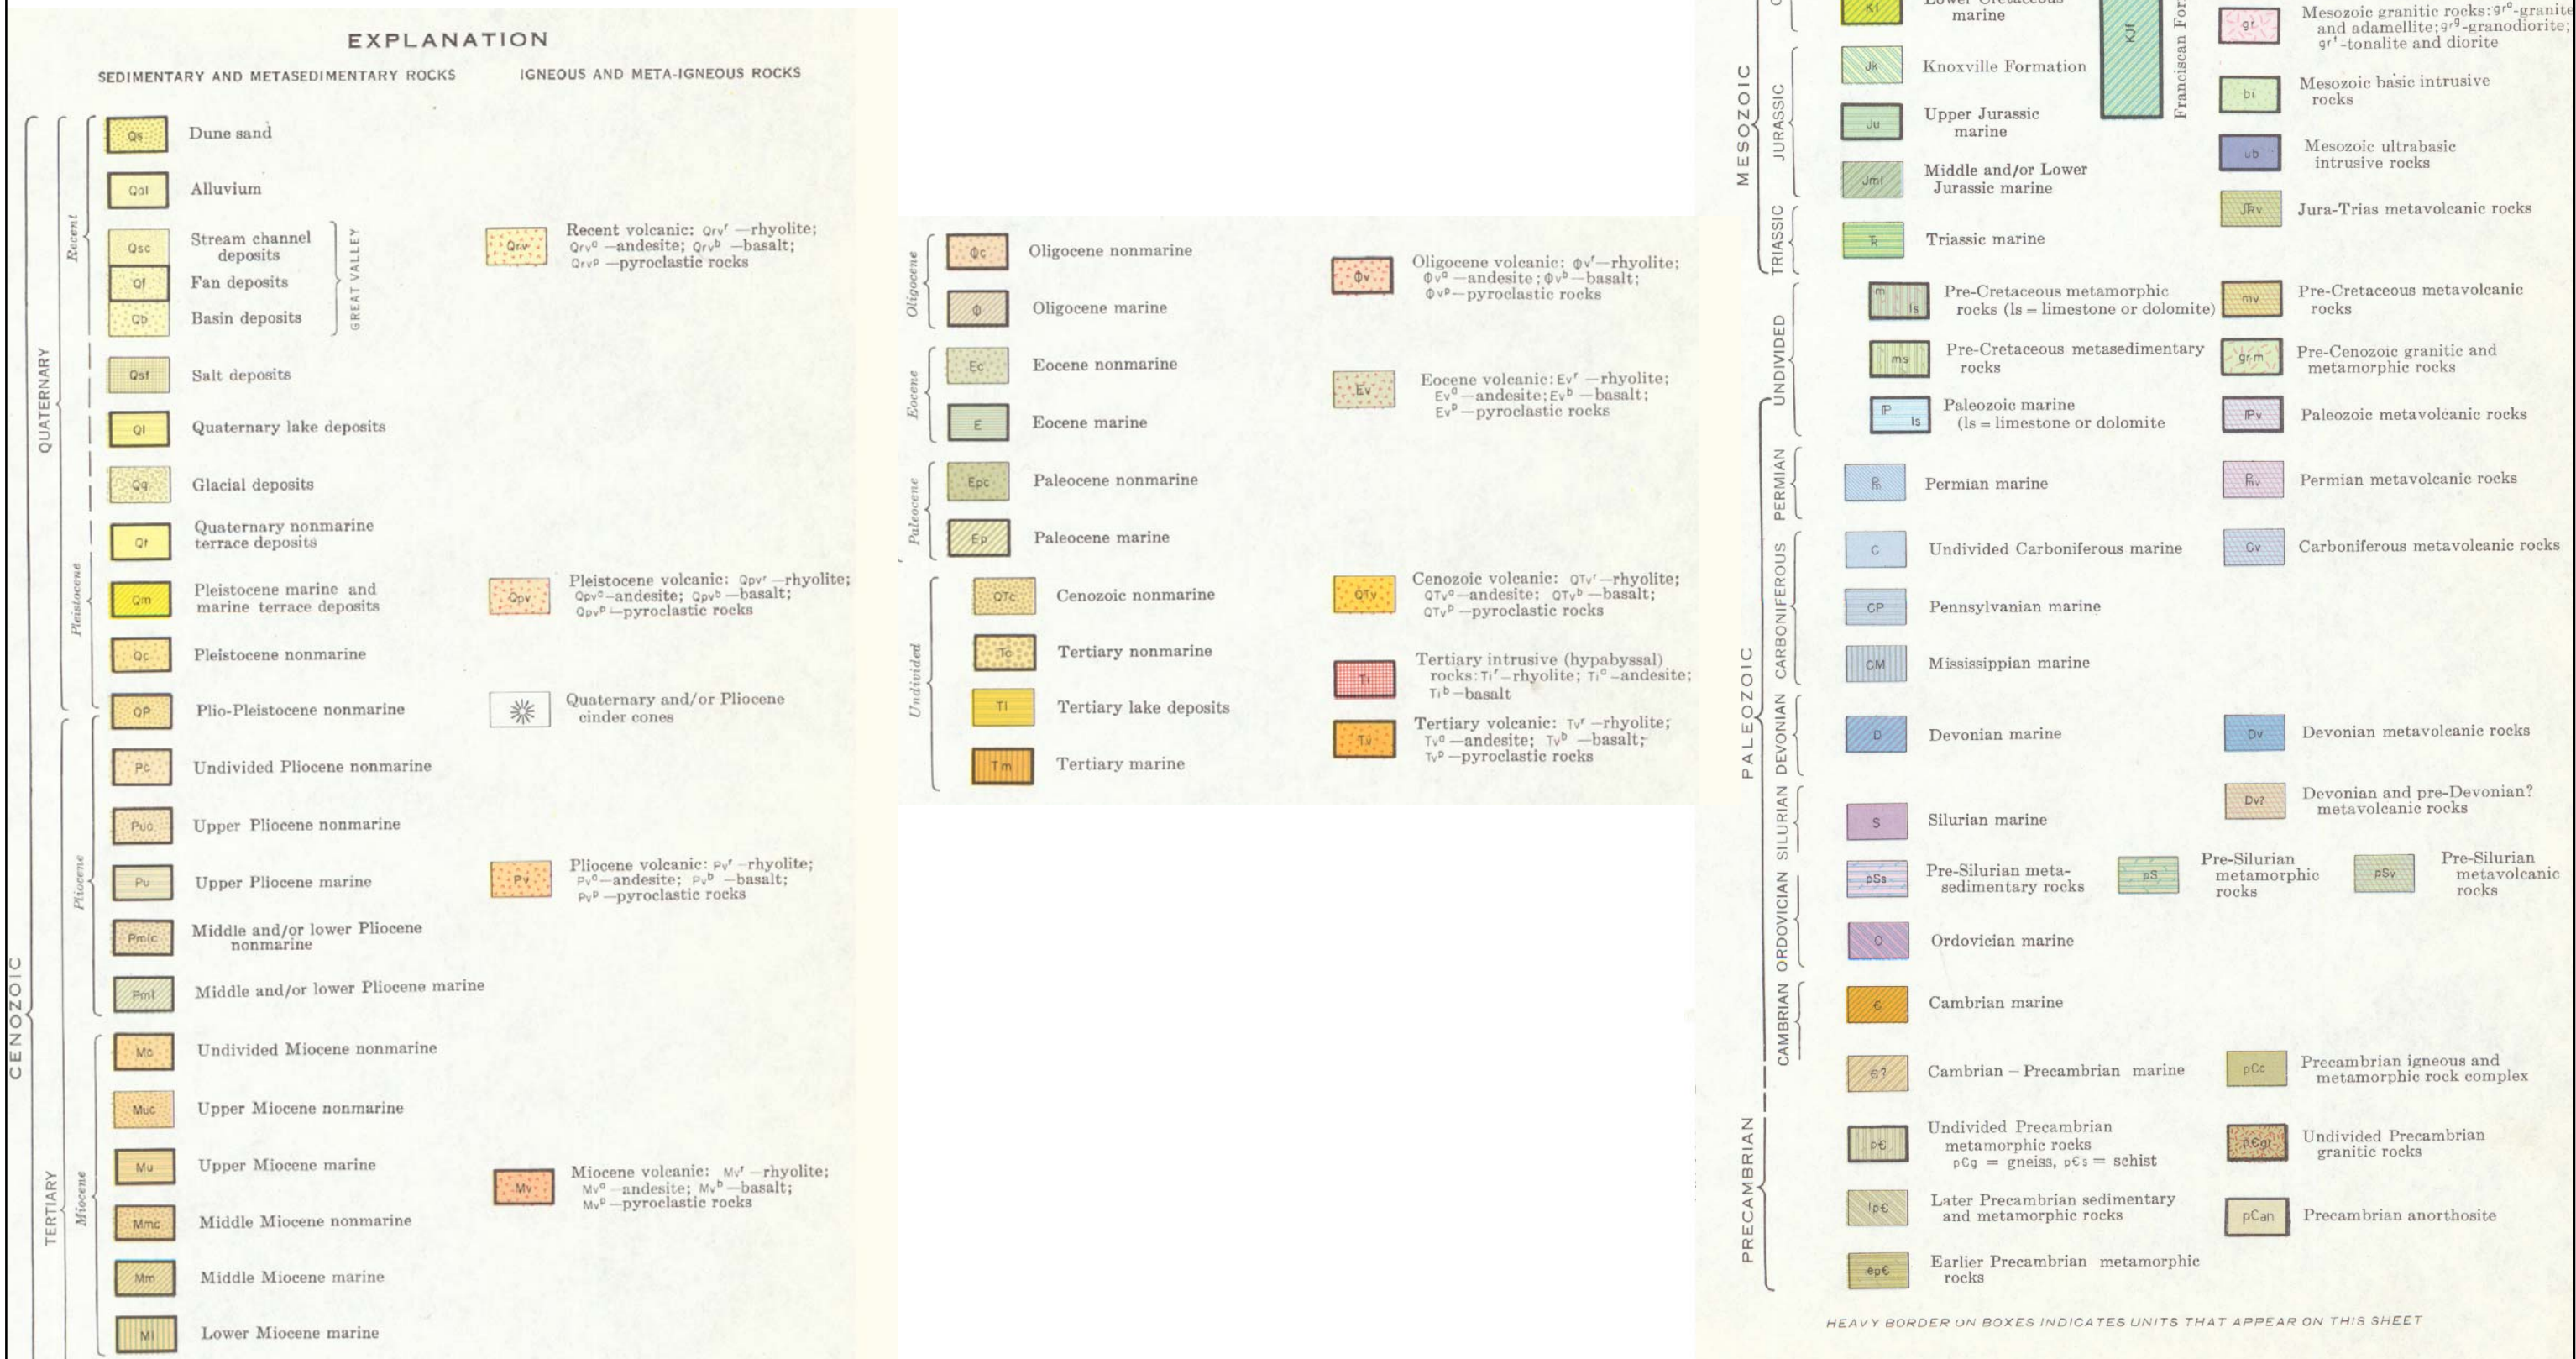 EXPLANATION
SEDIMENTARY AND METASEDIMENTARY ROCKS
IGNEOUS AND META-IGNEOUS ROCKS
CENOZOIC
QUATERNARY
TERTIARY
Recent
Pleistocene
Pliocene
Miocene
GREAT VALLEY
Qs
Dune sand
Qal
Alluvium
Qsc
Stream channel
deposits
Qf
Fan deposits
Qb
Basin deposits
Qrv
Recent volcanic: Qrvʳ —rhyolite;
Qrvᵃ —andesite; Qrvᵇ —basalt;
Qrvᵖ —pyroclastic rocks
Qst
Salt deposits
Ql
Quaternary lake deposits
Qg
Glacial deposits
Qt
Quaternary nonmarine
terrace deposits
Qm
Pleistocene marine and
marine terrace deposits
Qpv
Pleistocene volcanic: Qpvʳ —rhyolite;
Qpvᵃ —andesite; Qpvᵇ —basalt;
Qpvᵖ —pyroclastic rocks
Qc
Pleistocene nonmarine
QP
Plio-Pleistocene nonmarine
Quaternary and/or Pliocene
cinder cones
Pc
Undivided Pliocene nonmarine
Puc
Upper Pliocene nonmarine
Pu
Upper Pliocene marine
Pv
Pliocene volcanic: Pvʳ —rhyolite;
Pvᵃ —andesite; Pvᵇ —basalt;
Pvᵖ —pyroclastic rocks
Pmlc
Middle and/or lower Pliocene
nonmarine
Pml
Middle and/or lower Pliocene marine
Mc
Undivided Miocene nonmarine
Muc
Upper Miocene nonmarine
Mu
Upper Miocene marine
Mv
Miocene volcanic: Mvʳ —rhyolite;
Mvᵃ —andesite; Mvᵇ —basalt;
Mvᵖ —pyroclastic rocks
Mmc
Middle Miocene nonmarine
Mm
Middle Miocene marine
Ml
Lower Miocene marine
Oligocene
Eocene
Paleocene
Undivided
Φc
Oligocene nonmarine
Φ
Oligocene marine
Φv
Oligocene volcanic: Φvʳ —rhyolite;
Φvᵃ —andesite; Φvᵇ —basalt;
Φvᵖ —pyroclastic rocks
Ec
Eocene nonmarine
E
Eocene marine
Ev
Eocene volcanic: Evʳ —rhyolite;
Evᵃ —andesite; Evᵇ —basalt;
Evᵖ —pyroclastic rocks
Epc
Paleocene nonmarine
Ep
Paleocene marine
QTc
Cenozoic nonmarine
QTv
Cenozoic volcanic: QTvʳ —rhyolite;
QTvᵃ —andesite; QTvᵇ —basalt;
QTvᵖ —pyroclastic rocks
Tc
Tertiary nonmarine
Tl
Tertiary lake deposits
Tm
Tertiary marine
Ti
Tertiary intrusive (hypabyssal)
rocks: Tiʳ —rhyolite; Tiᵃ —andesite;
Tiᵇ —basalt
Tv
Tertiary volcanic: Tvʳ —rhyolite;
Tvᵃ —andesite; Tvᵇ —basalt;
Tvᵖ —pyroclastic rocks
MESOZOIC
JURASSIC
TRIASSIC
UNDIVIDED
PALEOZOIC
PERMIAN
CARBONIFEROUS
DEVONIAN
SILURIAN
ORDOVICIAN
CAMBRIAN
PRECAMBRIAN
Kl
Lower Cretaceous
marine
KJf
Franciscan For
gr
Mesozoic granitic rocks: grᵃ-granite
and adamellite; grᵍ-granodiorite;
grᵗ-tonalite and diorite
Jk
Knoxville Formation
bi
Mesozoic basic intrusive
rocks
Ju
Upper Jurassic
marine
ub
Mesozoic ultrabasic
intrusive rocks
Jml
Middle and/or Lower
Jurassic marine
JTRv
Jura-Trias metavolcanic rocks
TR
Triassic marine
m
ls
Pre-Cretaceous metamorphic
rocks (ls = limestone or dolomite)
mv
Pre-Cretaceous metavolcanic
rocks
ms
Pre-Cretaceous metasedimentary
rocks
gr-m
Pre-Cenozoic granitic and
metamorphic rocks
IP
ls
Paleozoic marine
(ls = limestone or dolomite
IPv
Paleozoic metavolcanic rocks
Pm
Permian marine
Pmv
Permian metavolcanic rocks
C
Undivided Carboniferous marine
Cv
Carboniferous metavolcanic rocks
CP
Pennsylvanian marine
CM
Mississippian marine
D
Devonian marine
Dv
Devonian metavolcanic rocks
Dv?
Devonian and pre-Devonian?
metavolcanic rocks
S
Silurian marine
pSs
Pre-Silurian meta-
sedimentary rocks
pS
Pre-Silurian
metamorphic
rocks
pSv
Pre-Silurian
metavolcanic
rocks
O
Ordovician marine
Є
Cambrian marine
Є?
Cambrian – Precambrian marine
pCc
Precambrian igneous and
metamorphic rock complex
pЄ
Undivided Precambrian
metamorphic rocks
pЄg = gneiss, pЄs = schist
pЄgr
Undivided Precambrian
granitic rocks
lpЄ
Later Precambrian sedimentary
and metamorphic rocks
pCan
Precambrian anorthosite
epЄ
Earlier Precambrian metamorphic
rocks
HEAVY BORDER ON BOXES INDICATES UNITS THAT APPEAR ON THIS SHEET